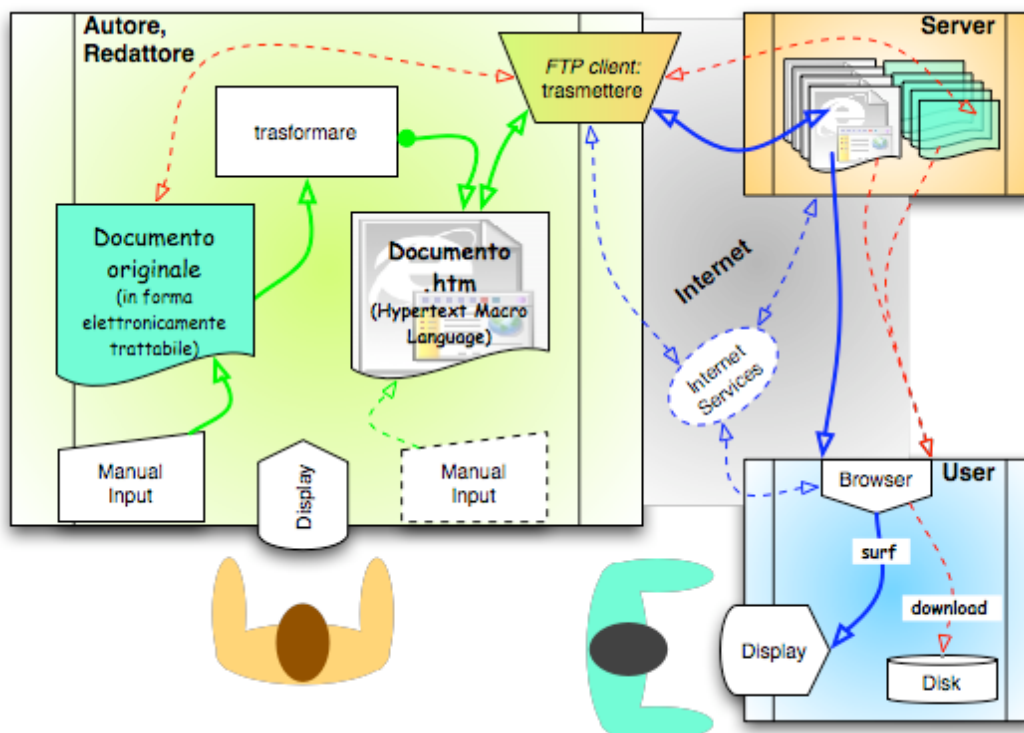 Autore,
Redattore
FTP client:
trasmettere
Server
trasformare
Documento
originale
(in forma
elettronicamente
trattabile)
Documento
.htm
(Hypertext Macro
Language)
Internet
Internet
Services
Manual
Input
Display
Manual
Input
Browser
User
surf
download
Display
Disk